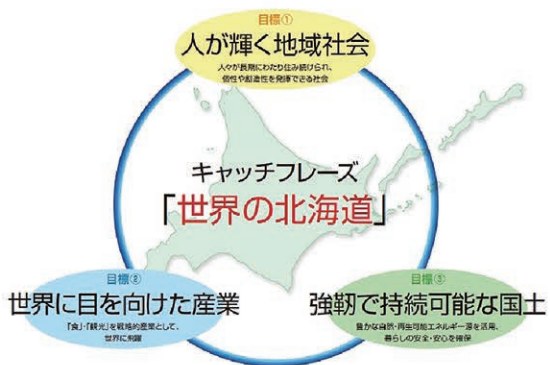 目標①
人が輝く地域社会
人々が長期にわたり住み続けられ、
個性や創造性を発揮できる社会
キャッチフレーズ
「世界の北海道」
目標②
世界に目を向けた産業
「食」・「観光」を戦略的産業として、
世界に飛躍
目標③
強靭で持続可能な国土
豊かな自然・再生可能エネルギー源を活用、
暮らしの安全・安心を確保